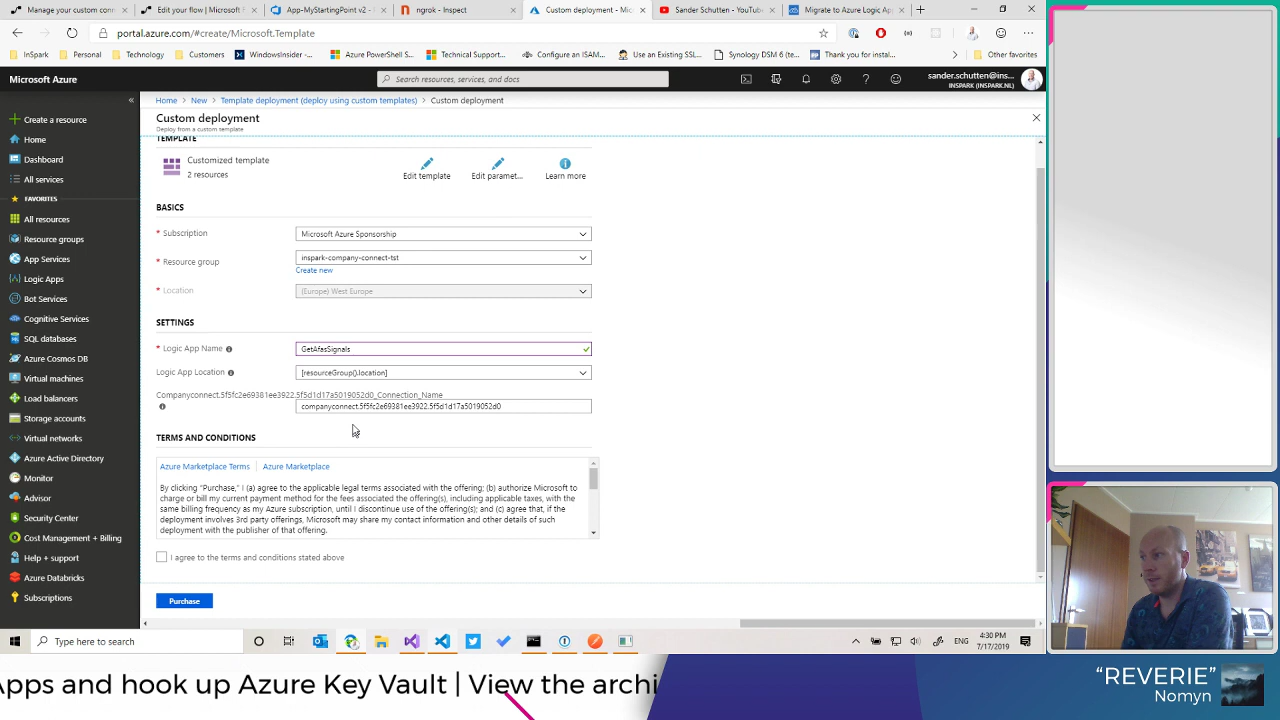 Manage your custom conn
Edit your flow | Microsoft
App-MyStartingPoint v2 -
ngrok - Inspect
Custom deployment - Mi
Sander Schutten - YouTub
Migrate to Azure Logic Ap
portal.azure.com/#create/Microsoft.Template
InSpark
Personal
Technology
Customers
WindowsInsider -
Azure PowerShell S
Technical Support...
Configure an ISAM...
Use an Existing SSL...
Synology DSM 6 (te...
Thank you for your...
Other favorites
Microsoft Azure
Search resources, services, and docs
sander.schutten@ins...
INSPARK (INSPARK.NL)
Home
New
Template deployment (deploy using custom templates)
Custom deployment
Custom deployment
Deploy from a custom template
Create a resource
Home
Dashboard
All services
FAVORITES
All resources
Resource groups
App Services
Logic Apps
Bot Services
Cognitive Services
SQL databases
Azure Cosmos DB
Virtual machines
Load balancers
Storage accounts
Virtual networks
Azure Active Directory
Monitor
Advisor
Security Center
Cost Management + Billing
Help + support
Azure Databricks
Subscriptions
TEMPLATE
Customized template
2 resources
Edit template
Edit paramet...
Learn more
BASICS
* Subscription
Microsoft Azure Sponsorship
* Resource group
inspark-company-connect-tst
Create new
* Location
(Europe) West Europe
SETTINGS
* Logic App Name
GetAfasSignals
Logic App Location
[resourceGroup().location]
Companyconnect.5f5fc2e69381ee3922.5f5d1d17a5019052d0_Connection_Name
companyconnect.5f5fc2e69381ee3922.5f5d1d17a5019052d0
TERMS AND CONDITIONS
Azure Marketplace Terms
Azure Marketplace
By clicking "Purchase," I (a) agree to the applicable legal terms associated with the offering; (b) authorize Microsoft to
charge or bill my current payment method for the fees associated the offering(s), including applicable taxes, with the
same billing frequency as my Azure subscription, until I discontinue use of the offering(s); and (c) agree that, if the
deployment involves 3rd party offerings, Microsoft may share my contact information and other details of such
deployment with the publisher of that offering.
I agree to the terms and conditions stated above
Purchase
Type here to search
ENG
4:30 PM
7/17/2019
Apps and hook up Azure Key Vault | View the archi
"REVERIE"
Nomyn